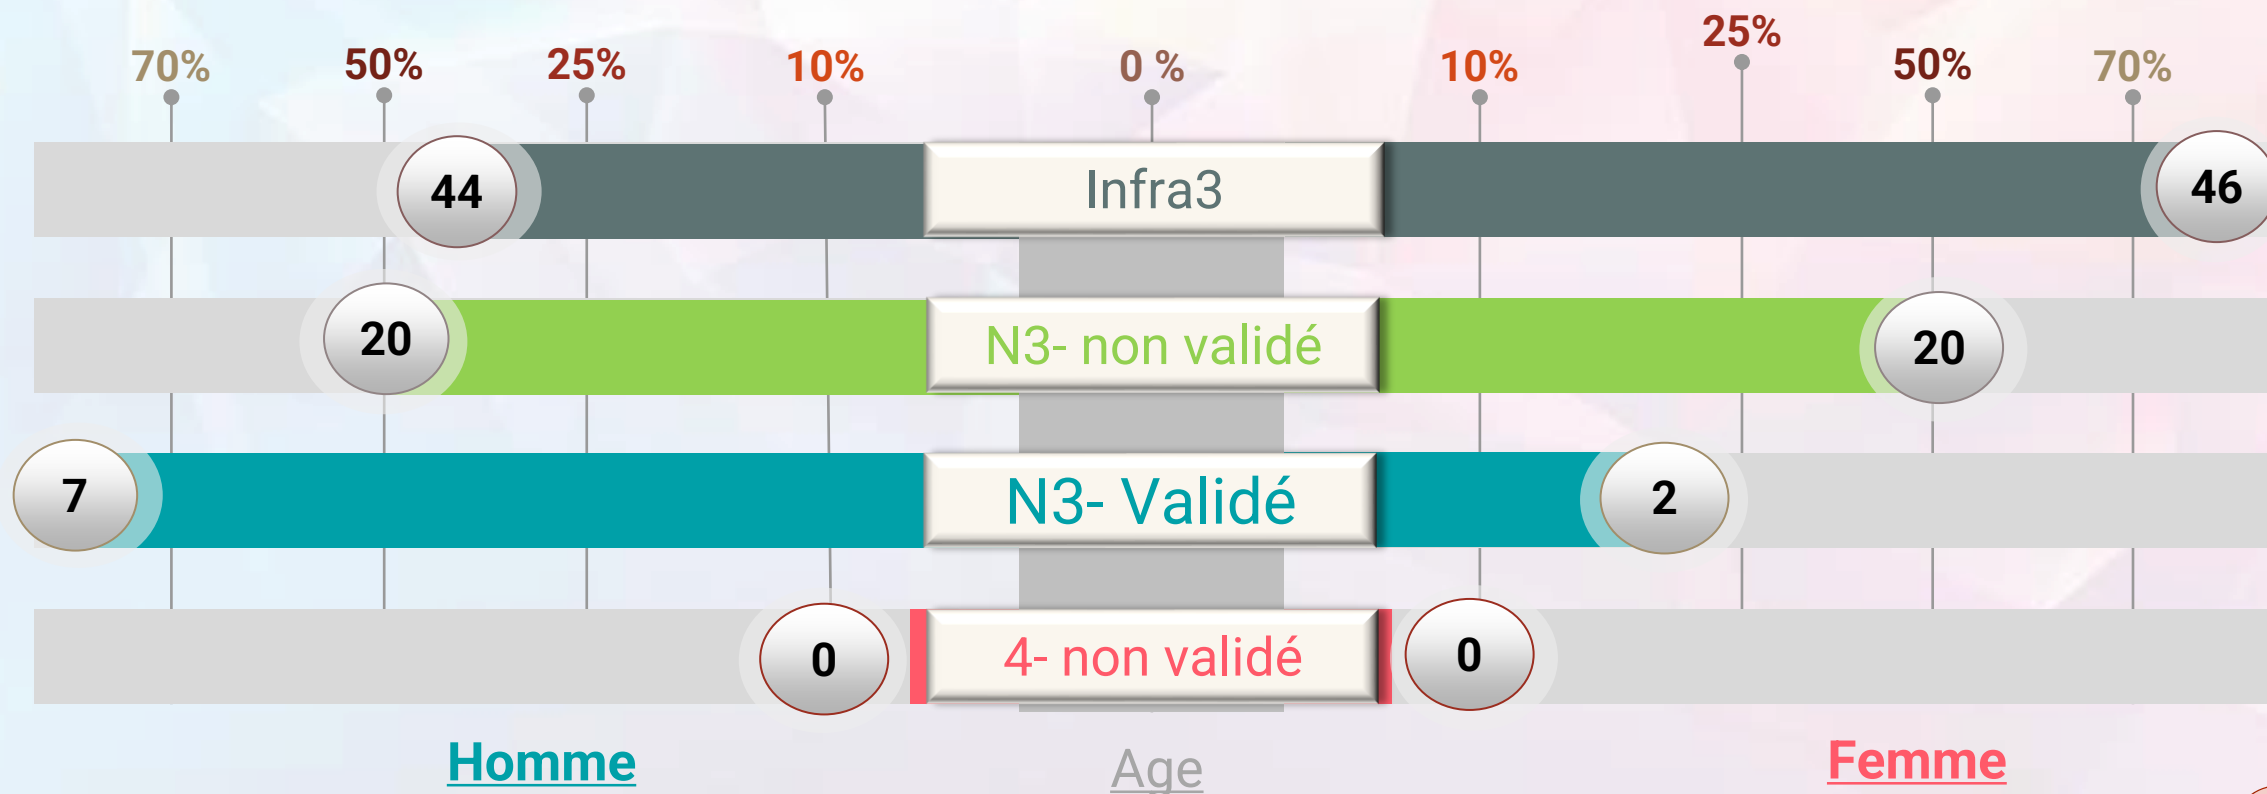 70% 50% 25% 10% 0 % 10% 25% 50% 70%
44 Infra3 46
20 N3- non validé 20
7 N3- Validé 2
0 4- non validé 0
Homme Age Femme